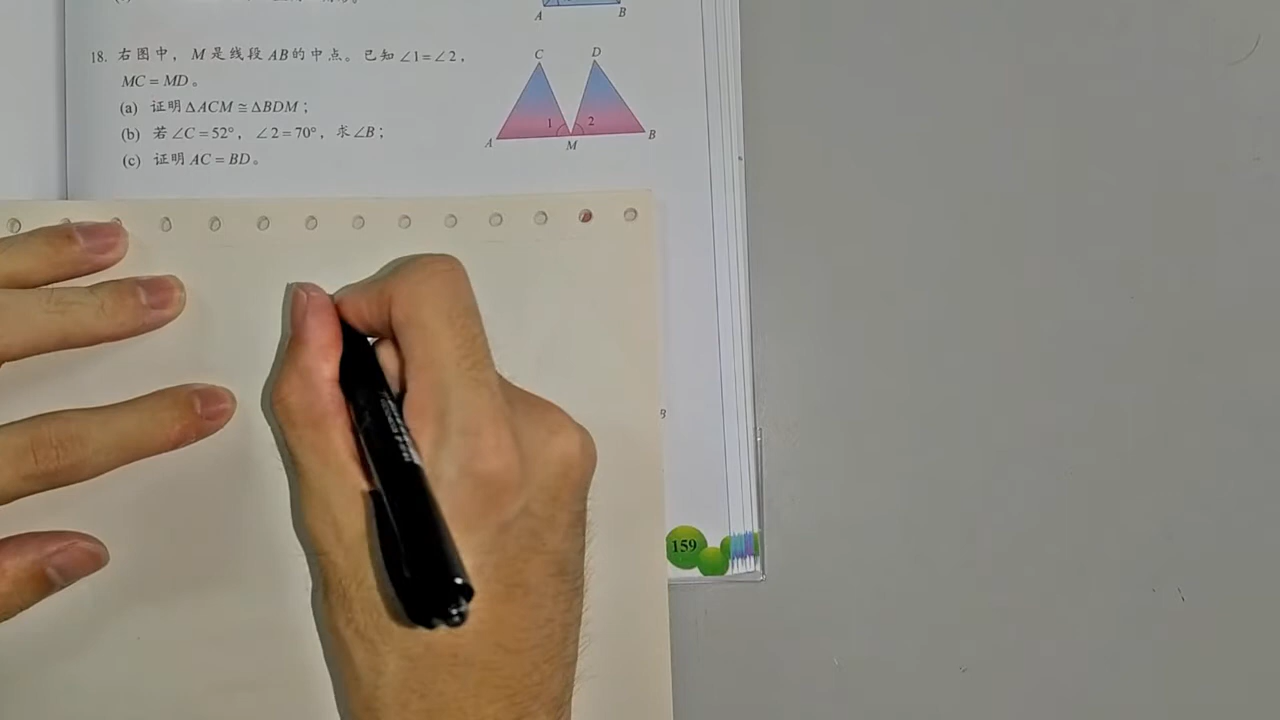 A B
18. 右图中，M 是线段 AB 的中点。已知 ∠1=∠2，
MC = MD。
(a) 证明 ΔACM ≅ ΔBDM；
(b) 若 ∠C = 52°，∠2 = 70°，求 ∠B；
(c) 证明 AC = BD。
C D
1 2
A M B
B
159